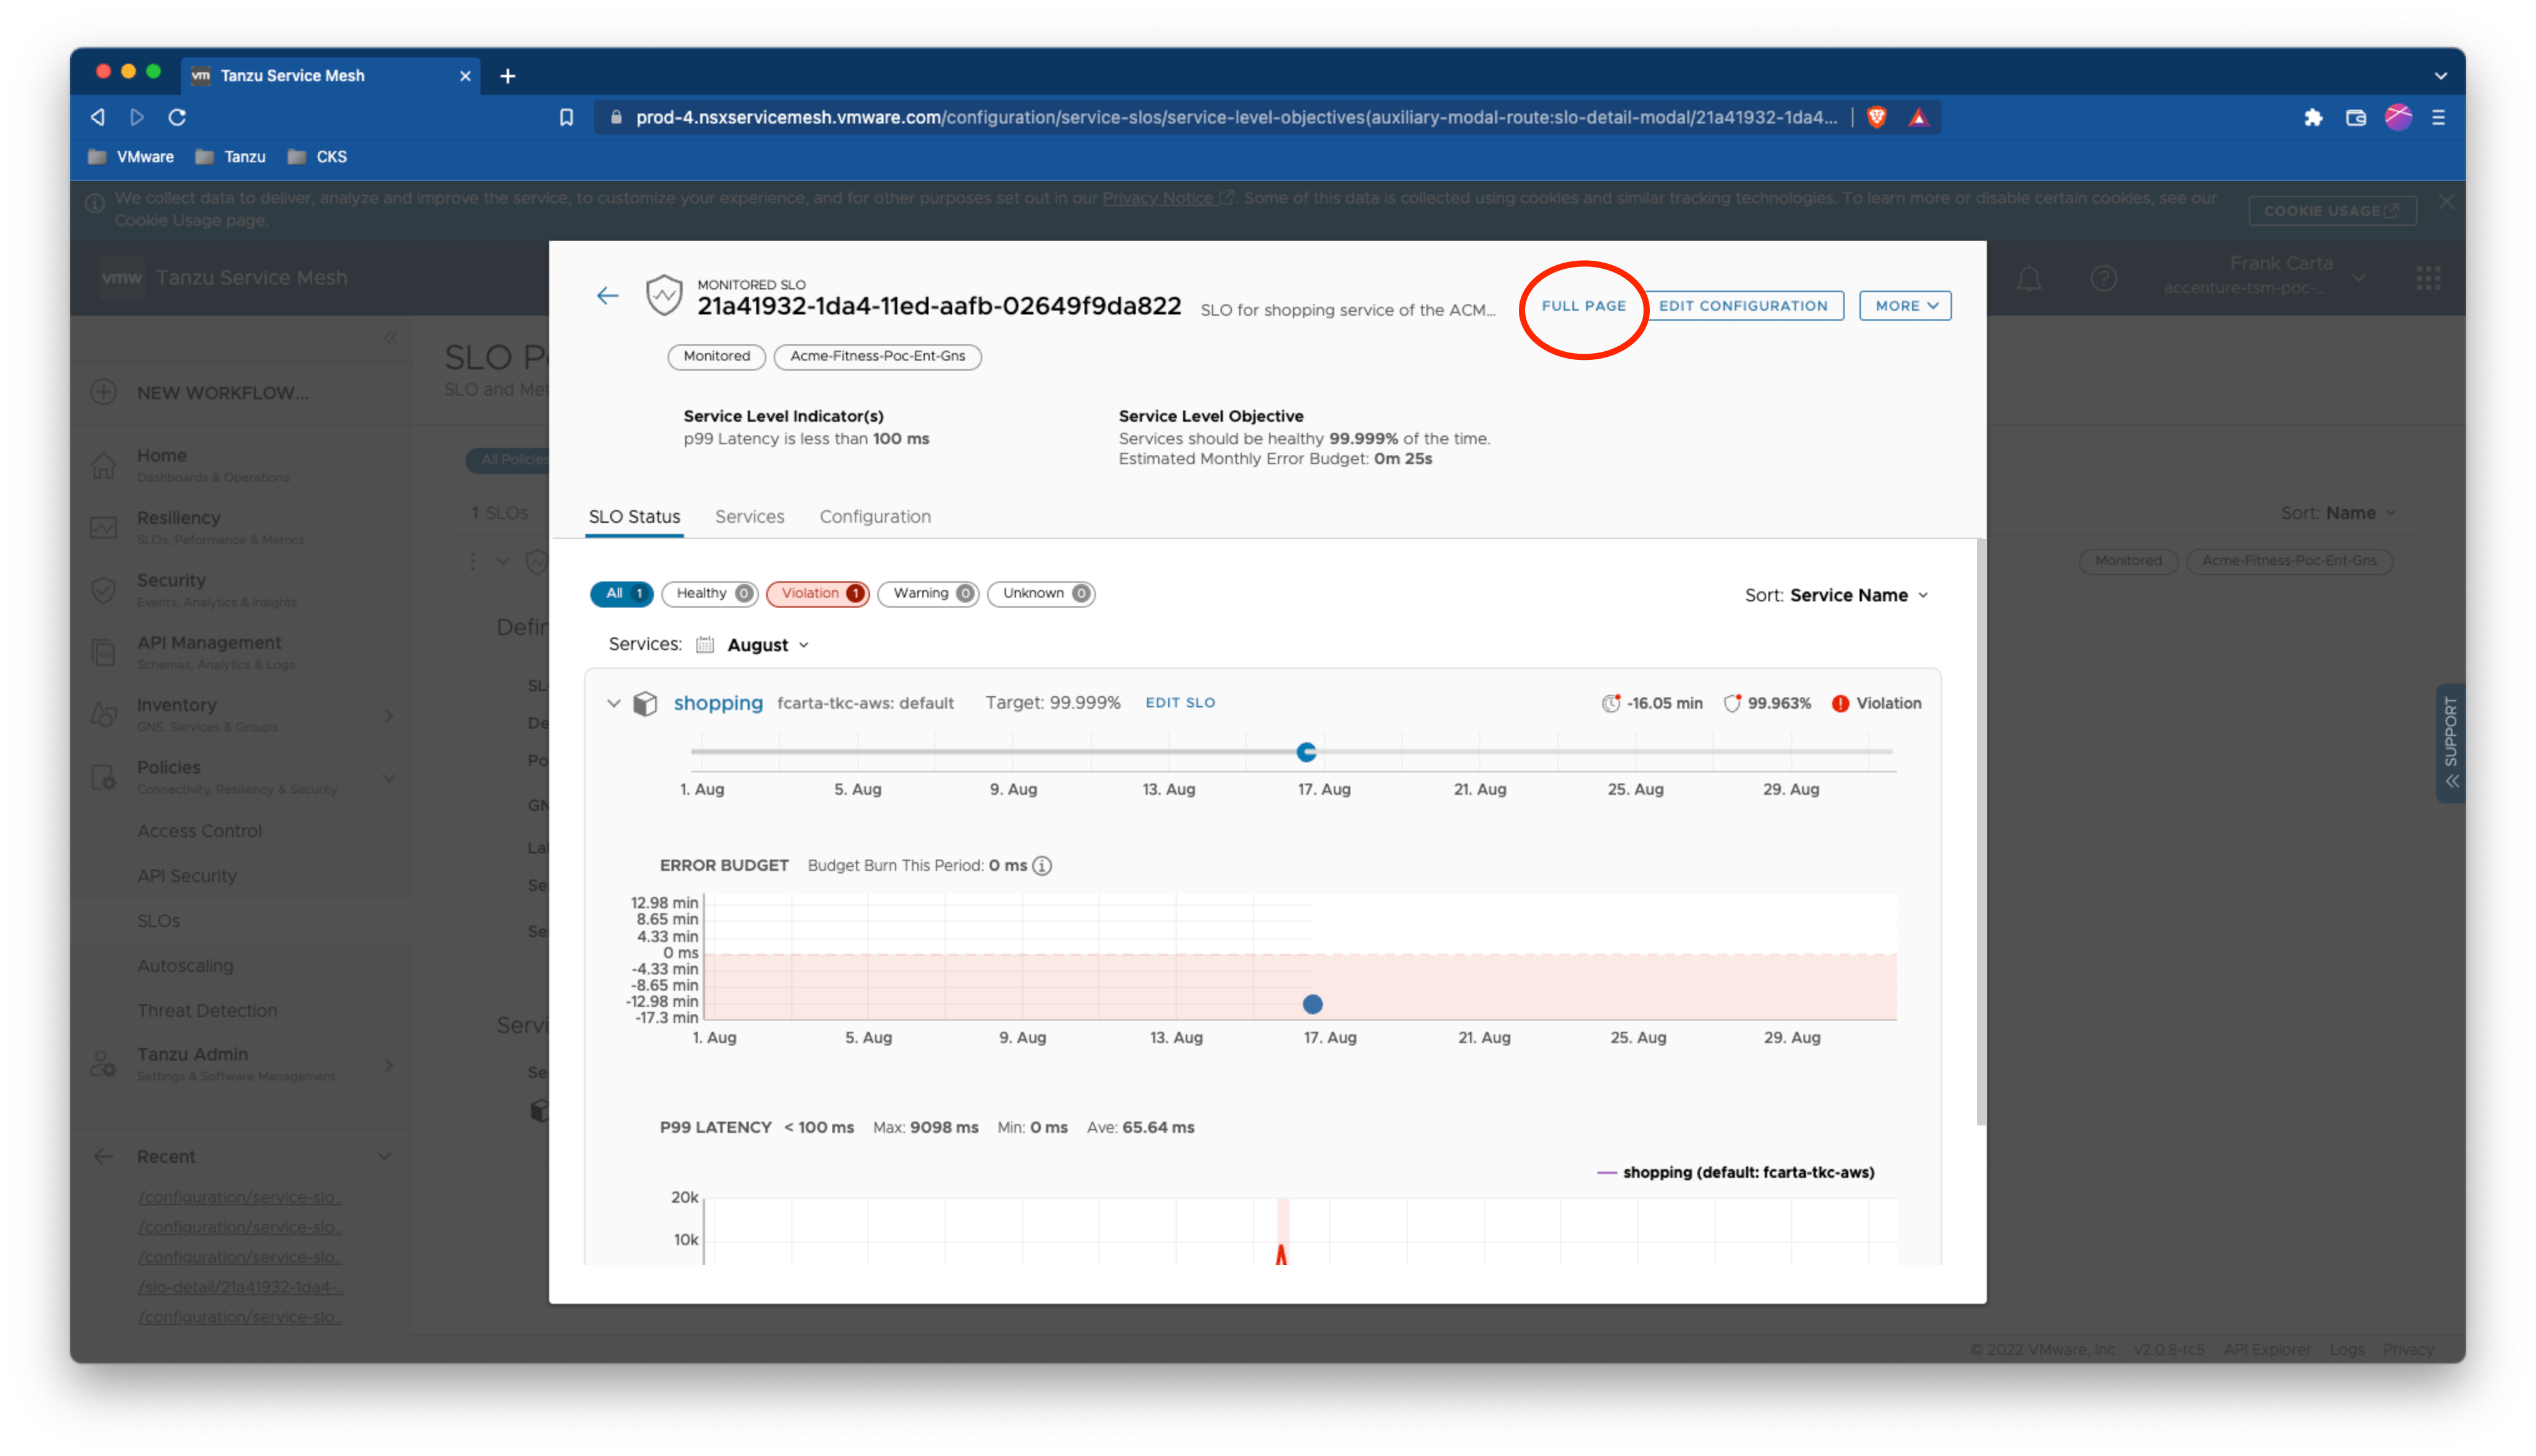 vm Tanzu Service Mesh
prod-4.nsxservicemesh.vmware.com/configuration/service-slos/service-level-objectives(auxiliary-modal-route:slo-detail-modal/21a41932-1da4...
VMware Tanzu CKS
We collect data to deliver, analyze and improve the service, to customize your experience, and for other purposes set out in our Privacy Notice. Some of this data is collected using cookies and similar tracking technologies. To learn more or disable certain cookies, see our
Cookie Usage page.
COOKIE USAGE
vmw Tanzu Service Mesh
Frank Carta
accenture-tsm-poc-...
NEW WORKFLOW...
Home
Dashboards & Operations
Resiliency
SLOs, Peformance & Metrics
Security
Events, Analytics & Insights
API Management
Schemas, Analytics & Logs
Inventory
GNS, Services & Groups
Policies
Connectivity, Resiliency & Security
Access Control
API Security
SLOs
Autoscaling
Threat Detection
Tanzu Admin
Settings & Software Management
Recent
/configuration/service-slo..
/configuration/service-slo..
/configuration/service-slo..
/slo-detail/21a41932-1da4-..
/configuration/service-slo..
SLO P
SLO and Met
All Policies
1 SLOs
Sort: Name
Monitored Acme-Fitness-Poc-Ent-Gns
Defin
SL
De
Po
GN
La
Se
Se
Servi
Se
MONITORED SLO
21a41932-1da4-11ed-aafb-02649f9da822 SLO for shopping service of the ACM...
FULL PAGE EDIT CONFIGURATION MORE
Monitored Acme-Fitness-Poc-Ent-Gns
Service Level Indicator(s)
p99 Latency is less than 100 ms
Service Level Objective
Services should be healthy 99.999% of the time.
Estimated Monthly Error Budget: 0m 25s
SLO Status Services Configuration
All 1 Healthy 0 Violation 1 Warning 0 Unknown 0
Sort: Service Name
Services: August
shopping fcarta-tkc-aws: default Target: 99.999% EDIT SLO
-16.05 min 99.963% Violation
1. Aug 5. Aug 9. Aug 13. Aug 17. Aug 21. Aug 25. Aug 29. Aug
ERROR BUDGET Budget Burn This Period: 0 ms
12.98 min
8.65 min
4.33 min
0 ms
-4.33 min
-8.65 min
-12.98 min
-17.3 min
1. Aug 5. Aug 9. Aug 13. Aug 17. Aug 21. Aug 25. Aug 29. Aug
P99 LATENCY < 100 ms Max: 9098 ms Min: 0 ms Ave: 65.64 ms
shopping (default: fcarta-tkc-aws)
20k
10k
SUPPORT
© 2022 VMware, Inc v2.0.8-rc5 API Explorer Logs Privacy